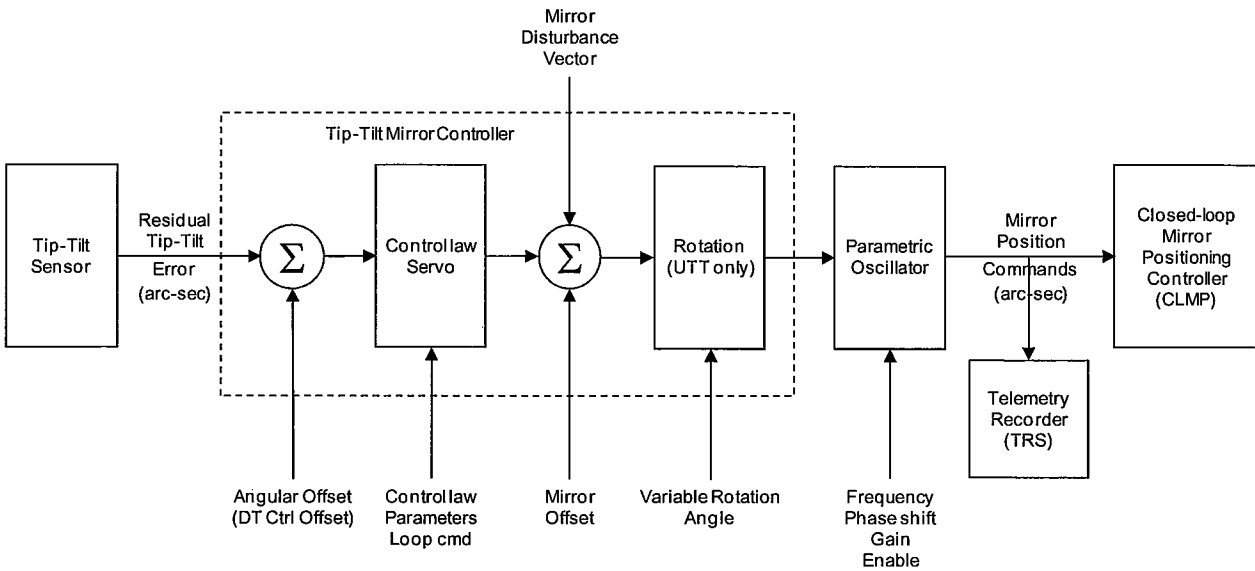 Mirror
Disturbance
Vector
Tip-Tilt Mirror Controller
Tip-Tilt
Sensor
Residual
Tip-Tilt
Error
(arc-sec)
Σ
Control law
Servo
Σ
Rotation
(UTT only)
Parametric
Oscillator
Mirror
Position
Commands
(arc-sec)
Closed-loop
Mirror
Positioning
Controller
(CLMP)
Telemetry
Recorder
(TRS)
Angular Offset
(DT Ctrl Offset)
Control law
Parameters
Loop cmd
Mirror
Offset
Variable Rotation
Angle
Frequency
Phase shift
Gain
Enable